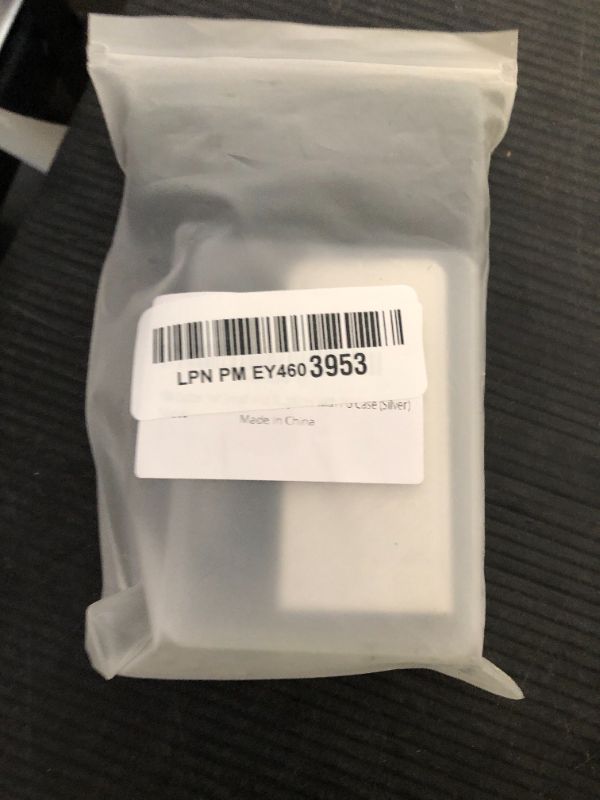 LPN PM EY460 3953
Case (Silver)
Made in China